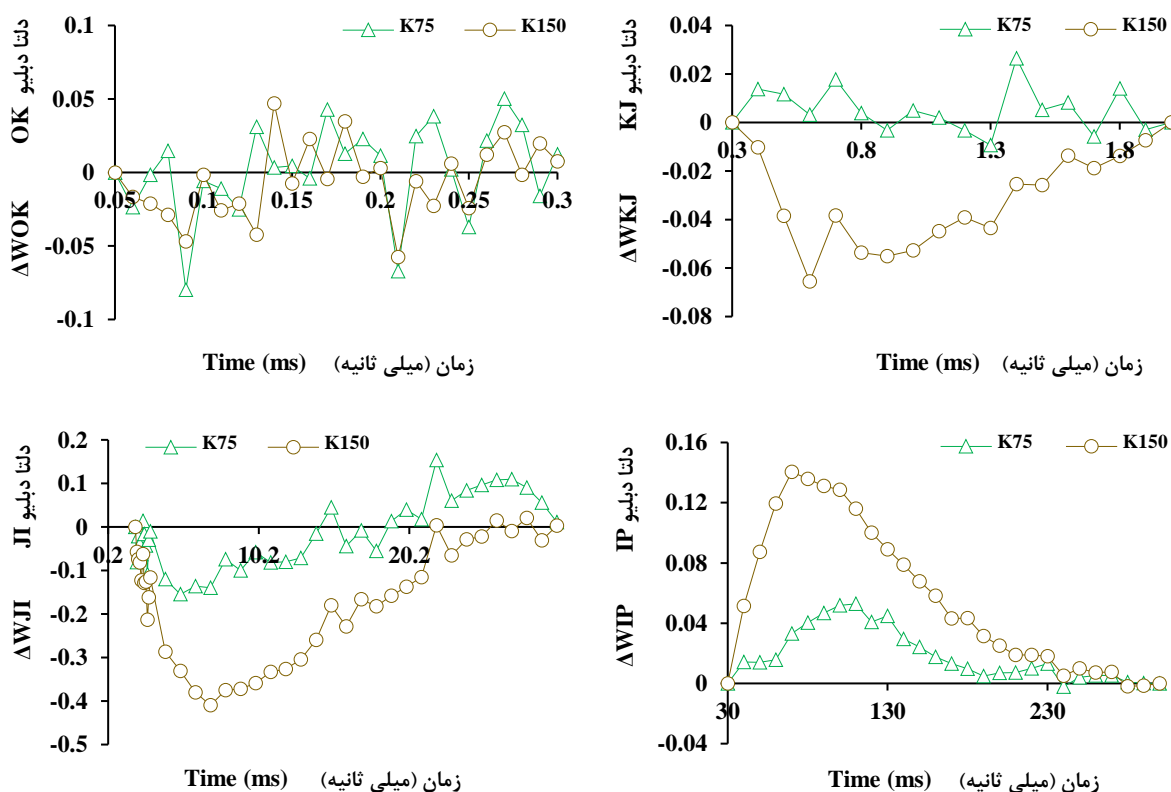 K75 K150
0.1
0.05
0
-0.05
-0.1
0.05 0.1 0.15 0.2 0.25 0.3
دلتا دبلیو OK
ΔWOK
Time (ms) زمان (میلی ثانیه)
K75 K150
0.04
0.02
0
-0.02
-0.04
-0.06
-0.08
0.3 0.8 1.3 1.8
دلتا دبلیو KJ
ΔWKJ
Time (ms) زمان (میلی ثانیه)
K75 K150
0.2
0.1
0
-0.1
-0.2
-0.3
-0.4
-0.5
0.2 10.2 20.2
دلتا دبلیو JI
ΔWJI
Time (ms) زمان (میلی ثانیه)
K75 K150
0.16
0.12
0.08
0.04
0
-0.04
30 130 230
دلتا دبلیو IP
ΔWIP
Time (ms) زمان (میلی ثانیه)